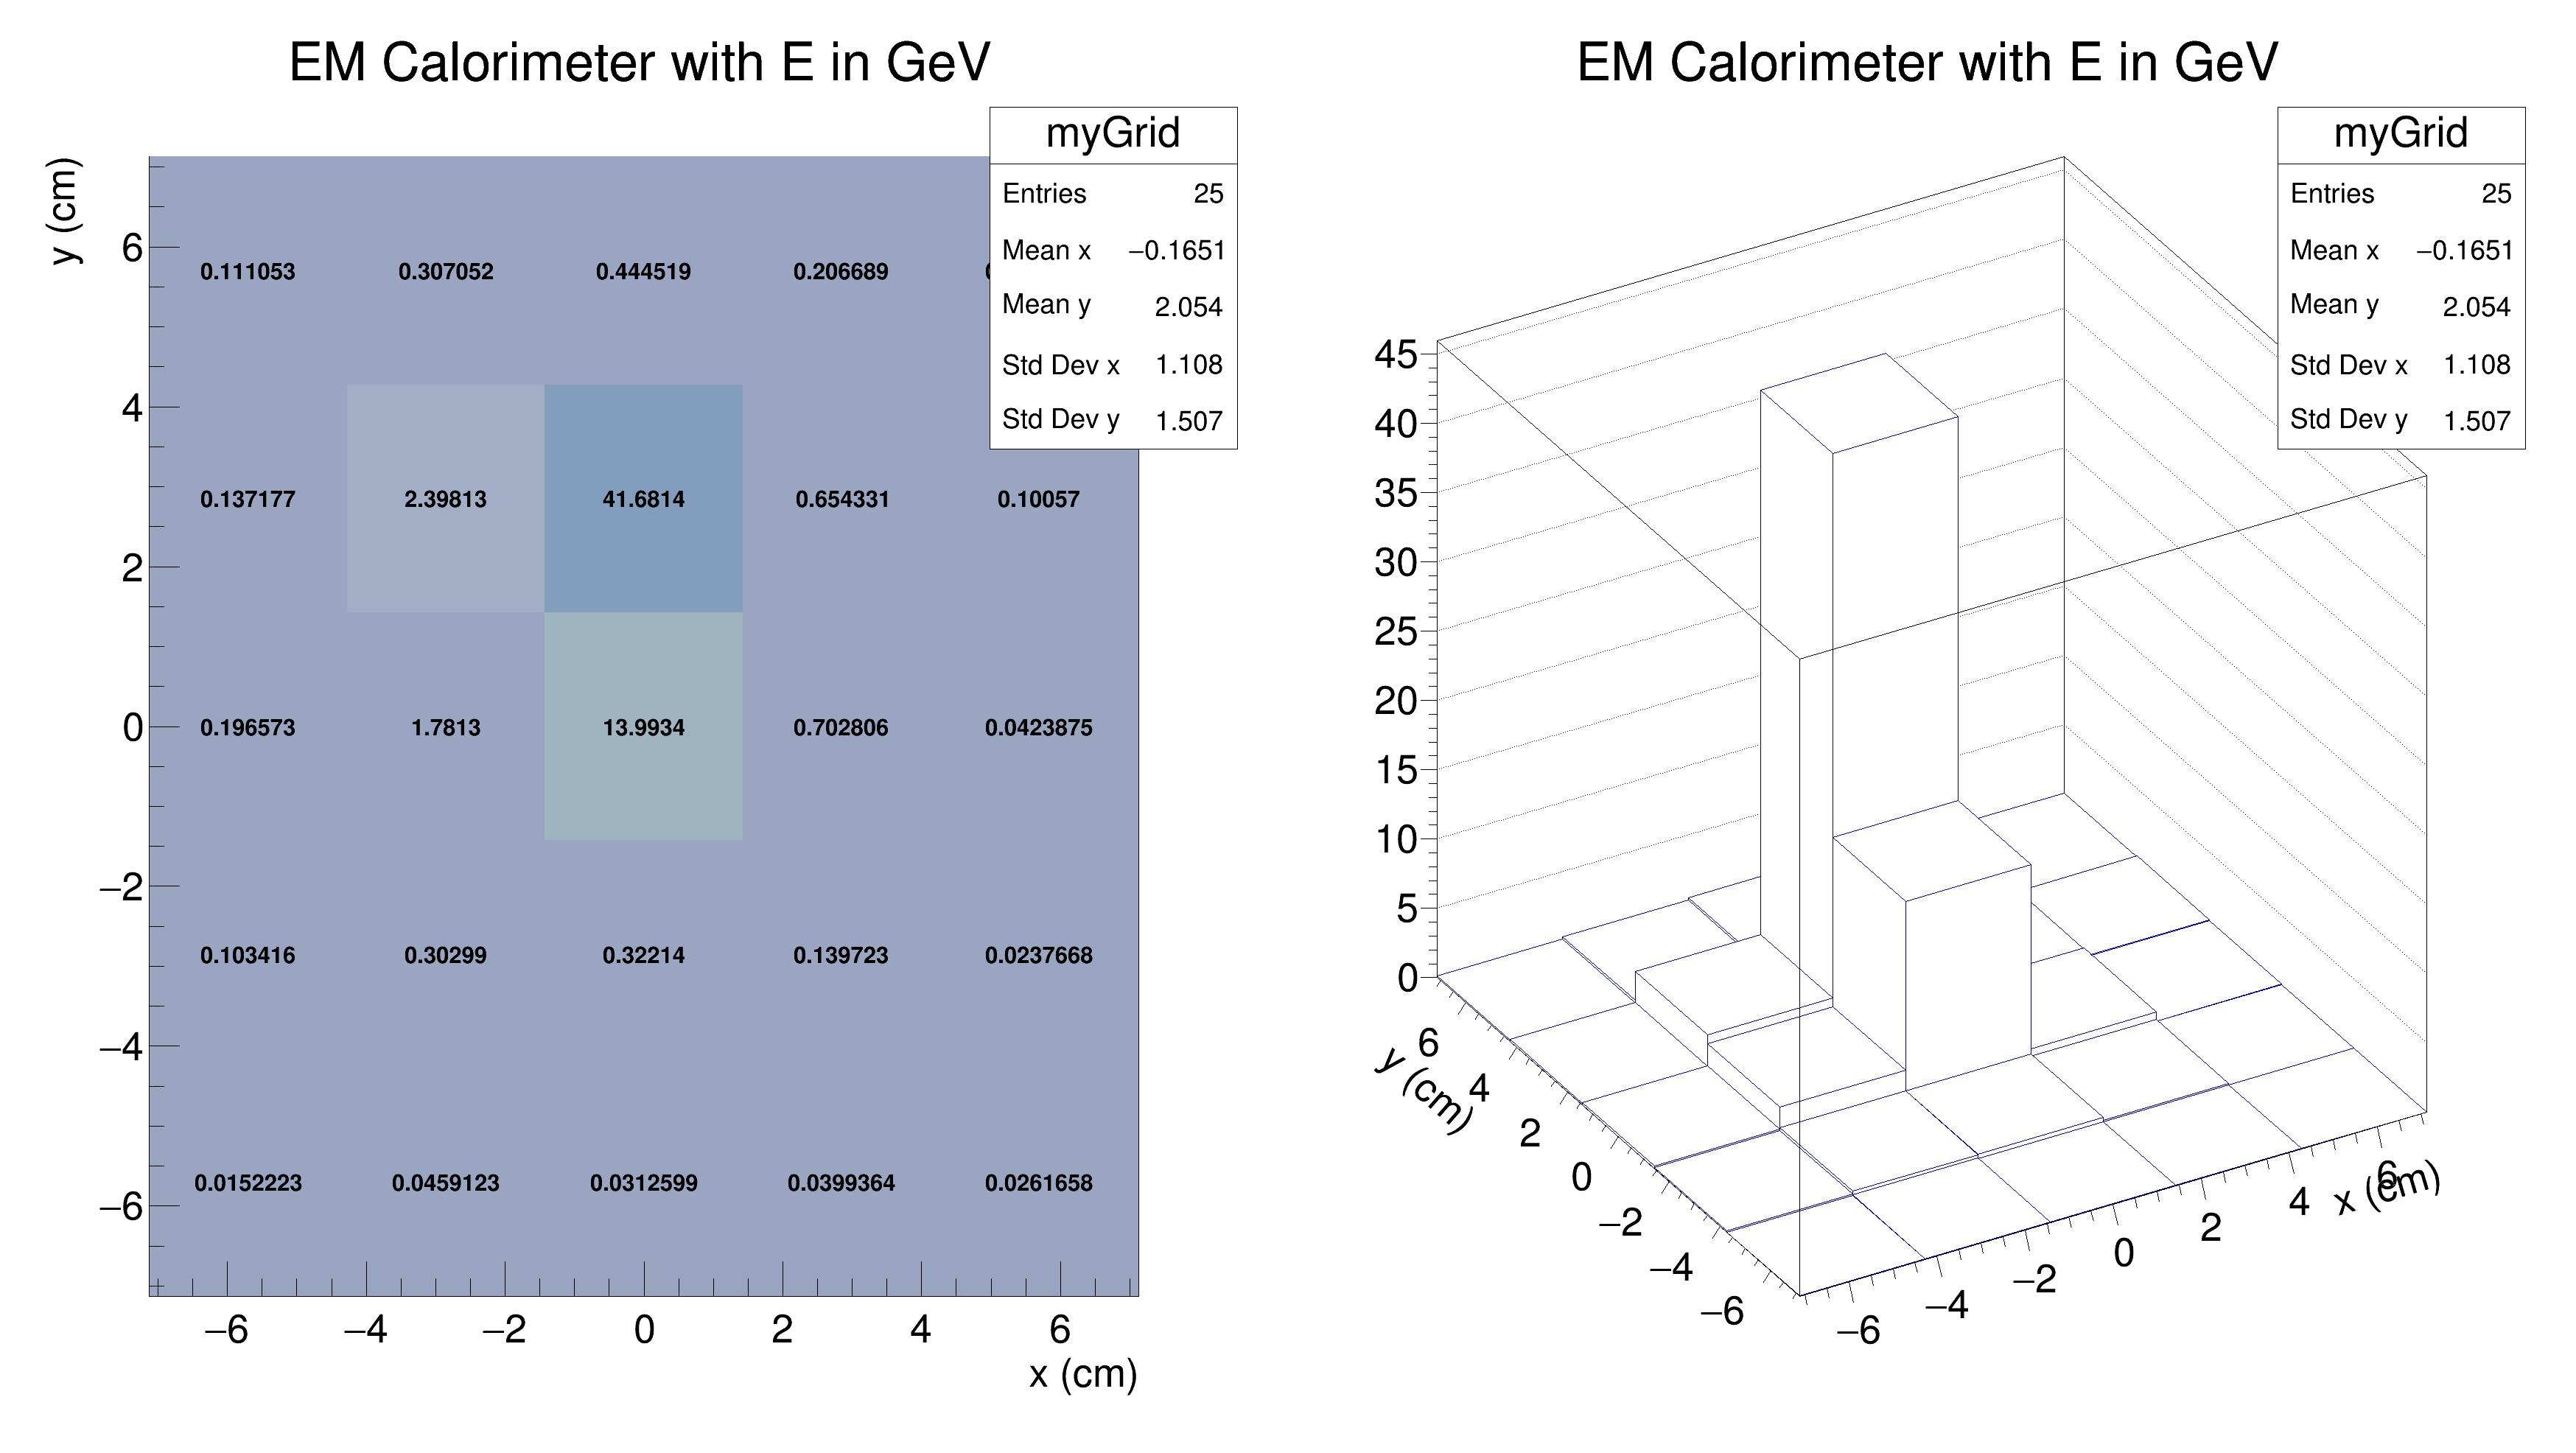 EM Calorimeter with E in GeV
myGrid
Entries 25
Mean x −0.1651
Mean y 2.054
Std Dev x 1.108
Std Dev y 1.507
y (cm)
6
4
2
0
−2
−4
−6
0.111053 0.307052 0.444519 0.206689
0.137177 2.39813 41.6814 0.654331 0.10057
0.196573 1.7813 13.9934 0.702806 0.0423875
0.103416 0.30299 0.32214 0.139723 0.0237668
0.0152223 0.0459123 0.0312599 0.0399364 0.0261658
−6 −4 −2 0 2 4 6
x (cm)
EM Calorimeter with E in GeV
myGrid
Entries 25
Mean x −0.1651
Mean y 2.054
Std Dev x 1.108
Std Dev y 1.507
45
40
35
30
25
20
15
10
5
0
y (cm)
6
4
2
0
−2
−4
−6
−6 −4 −2 0 2 4 6
x (cm)